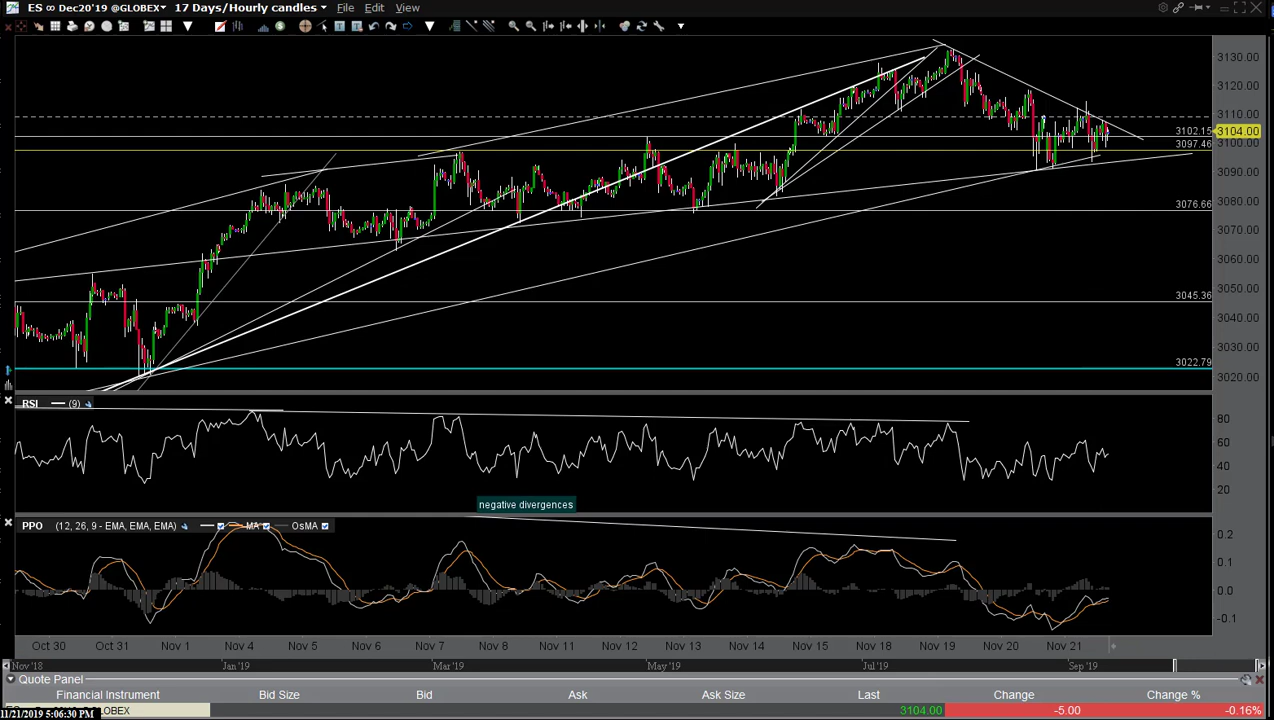 ES ∞ Dec20'19 @GLOBEX 17 Days/Hourly candles File Edit View
3130.00
3120.00
3110.00
3102.15
3104.00
3100.00
3097.46
3090.00
3080.00
3076.66
3070.00
3060.00
3050.00
3045.36
3040.00
3030.00
3022.79
3020.00
RSI (9)
80
60
40
20
negative divergences
PPO (12, 26, 9 - EMA, EMA, EMA) MA OsMA
0.2
0.1
0.0
-0.1
Oct 30 Oct 31 Nov 1 Nov 4 Nov 5 Nov 6 Nov 7 Nov 8 Nov 11 Nov 12 Nov 13 Nov 14 Nov 15 Nov 18 Nov 19 Nov 20 Nov 21
Nov '18 Jan '19 Mar '19 May '19 Jul '19 Sep '19
Quote Panel
Financial Instrument Bid Size Bid Ask Ask Size Last Change Change %
11/21/2019 5:06:30 PM GLOBEX 3104.00 -5.00 -0.16%